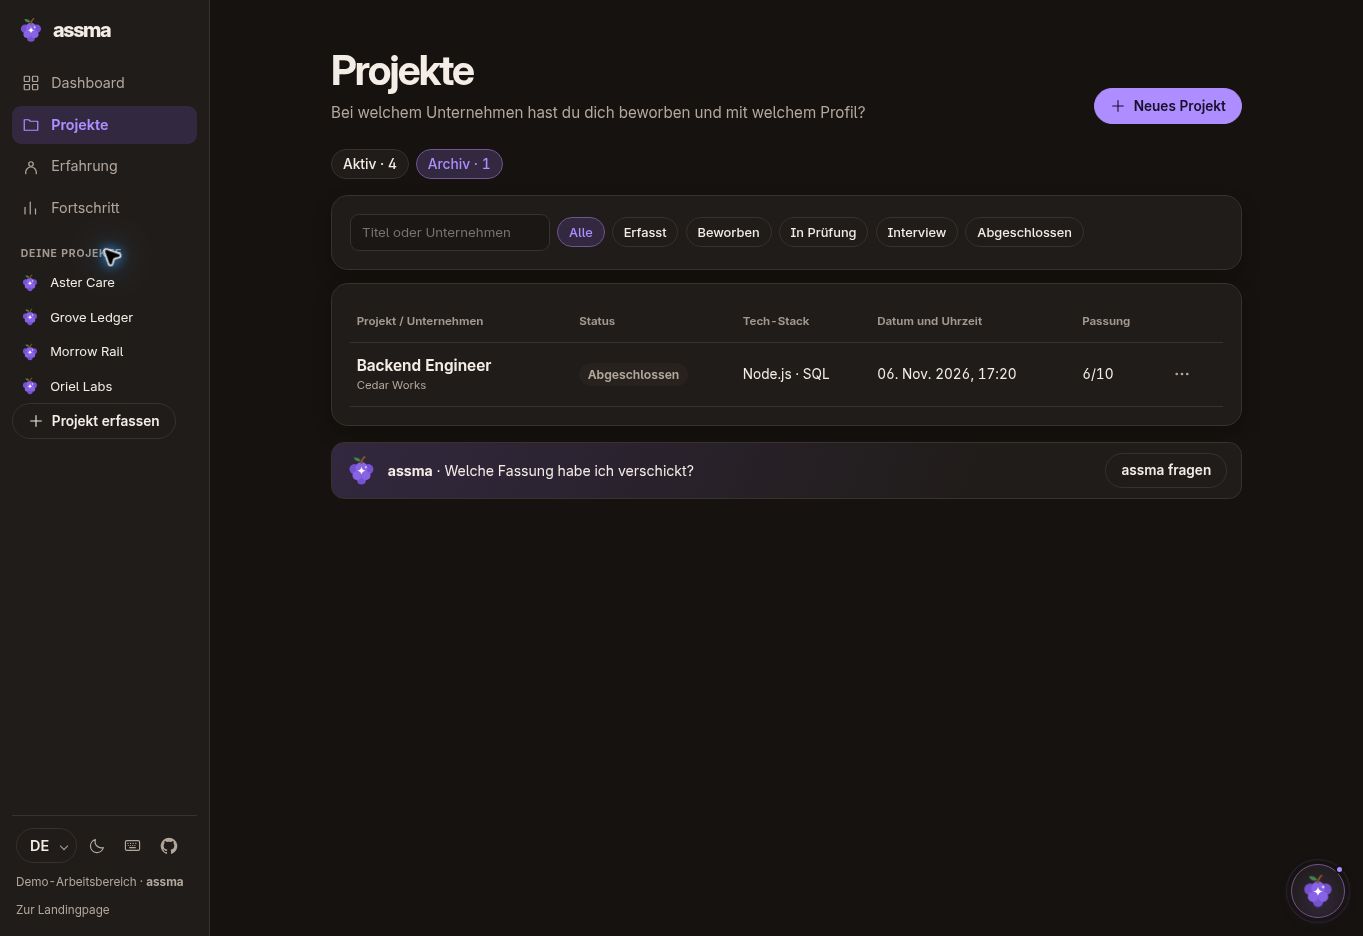 assma
Dashboard
Projekte
Erfahrung
Fortschritt
DEINE PROJEKTE
Aster Care
Grove Ledger
Morrow Rail
Oriel Labs
Projekt erfassen
DE
Demo-Arbeitsbereich · assma
Zur Landingpage
Projekte
Bei welchem Unternehmen hast du dich beworben und mit welchem Profil?
Neues Projekt
Aktiv · 4 Archiv · 1
Titel oder Unternehmen Alle Erfasst Beworben In Prüfung Interview Abgeschlossen
Projekt / Unternehmen Status Tech-Stack Datum und Uhrzeit Passung
Backend Engineer
Cedar Works
Abgeschlossen Node.js · SQL 06. Nov. 2026, 17:20 6/10 ···
assma · Welche Fassung habe ich verschickt? assma fragen